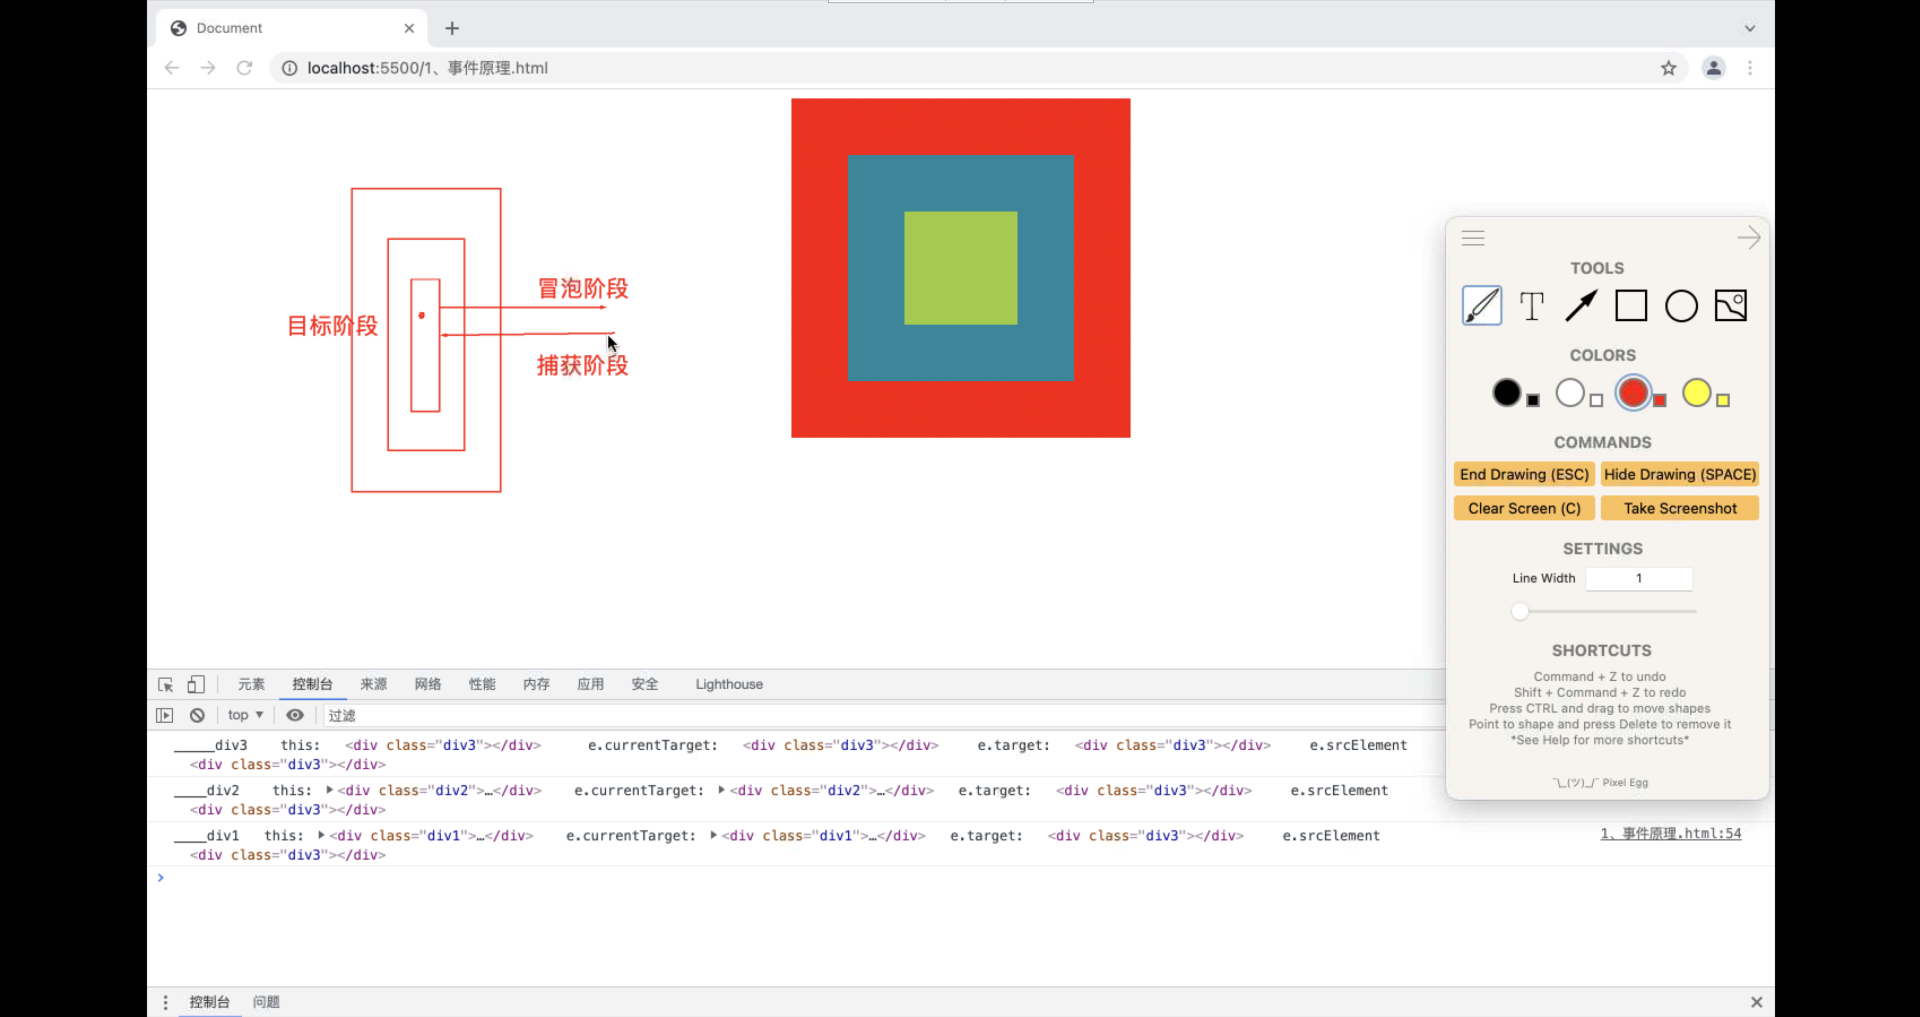 Document
localhost:5500/1、事件原理.html
冒泡阶段
目标阶段
捕获阶段
TOOLS
T
COLORS
COMMANDS
End Drawing (ESC) Hide Drawing (SPACE)
Clear Screen (C) Take Screenshot
SETTINGS
Line Width 1
SHORTCUTS
Command + Z to undo
Shift + Command + Z to redo
Press CTRL and drag to move shapes
Point to shape and press Delete to remove it
*See Help for more shortcuts*
¯\_(ツ)_/¯ Pixel Egg
元素 控制台 来源 网络 性能 内存 应用 安全 Lighthouse
top ▼ 过滤
_____div3 this: <div class="div3"></div> e.currentTarget: <div class="div3"></div> e.target: <div class="div3"></div> e.srcElement
<div class="div3"></div>
____div2 this: ▶<div class="div2">…</div> e.currentTarget: ▶<div class="div2">…</div> e.target: <div class="div3"></div> e.srcElement
<div class="div3"></div>
____div1 this: ▶<div class="div1">…</div> e.currentTarget: ▶<div class="div1">…</div> e.target: <div class="div3"></div> e.srcElement 1、事件原理.html:54
<div class="div3"></div>
控制台 问题